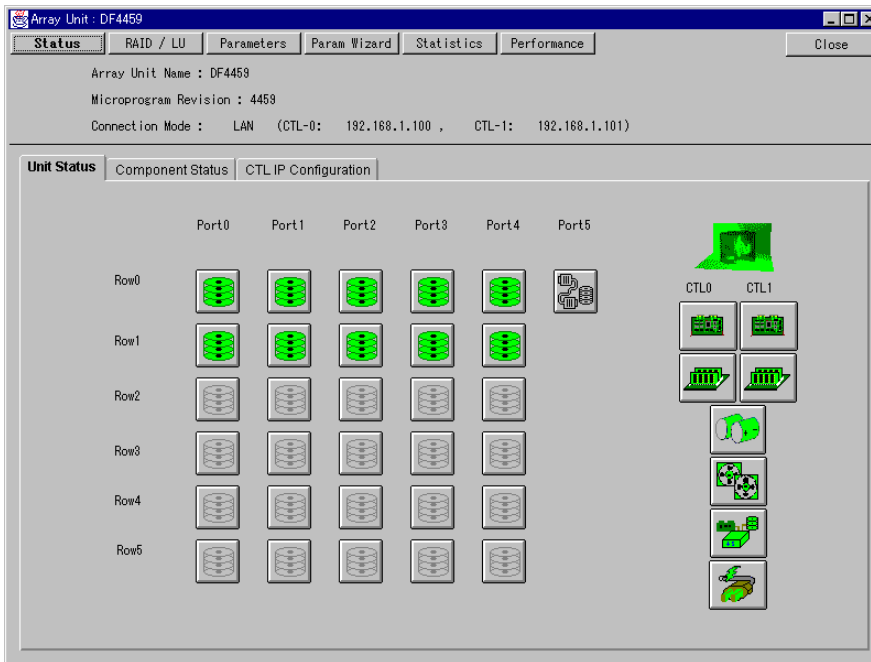 Array Unit : DF4459
Status RAID / LU Parameters Param Wizard Statistics Performance Close
Array Unit Name : DF4459
Microprogram Revision : 4459
Connection Mode : LAN (CTL-0: 192.168.1.100 , CTL-1: 192.168.1.101)
Unit Status Component Status CTL IP Configuration
Port0 Port1 Port2 Port3 Port4 Port5
Row0
CTL0 CTL1
Row1
Row2
Row3
Row4
Row5